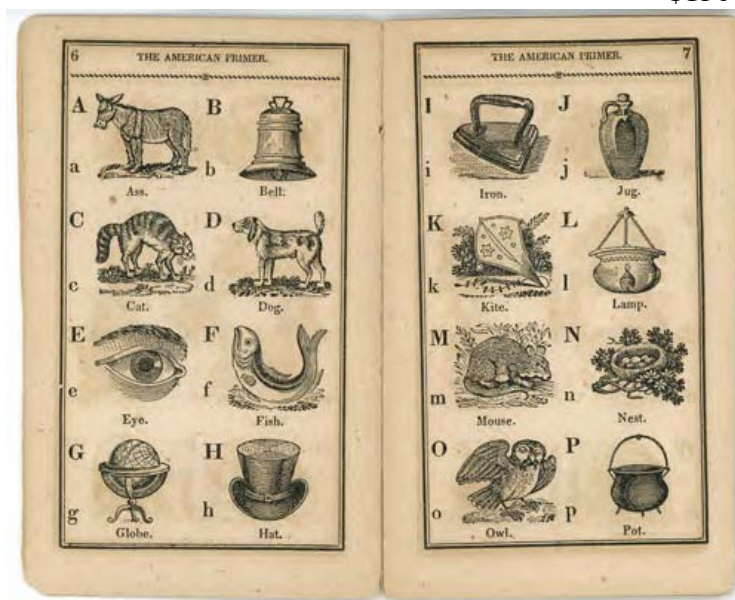 6 THE AMERICAN PRIMER.
A B
a b
Ass. Bell.
C D
c d
Cat. Dog.
E F
e f
Eye. Fish.
G H
g h
Globe. Hat.
THE AMERICAN PRIMER. 7
I J
i j
Iron. Jug.
K L
k l
Kite. Lamp.
M N
m n
Mouse. Nest.
O P
o p
Owl. Pot.